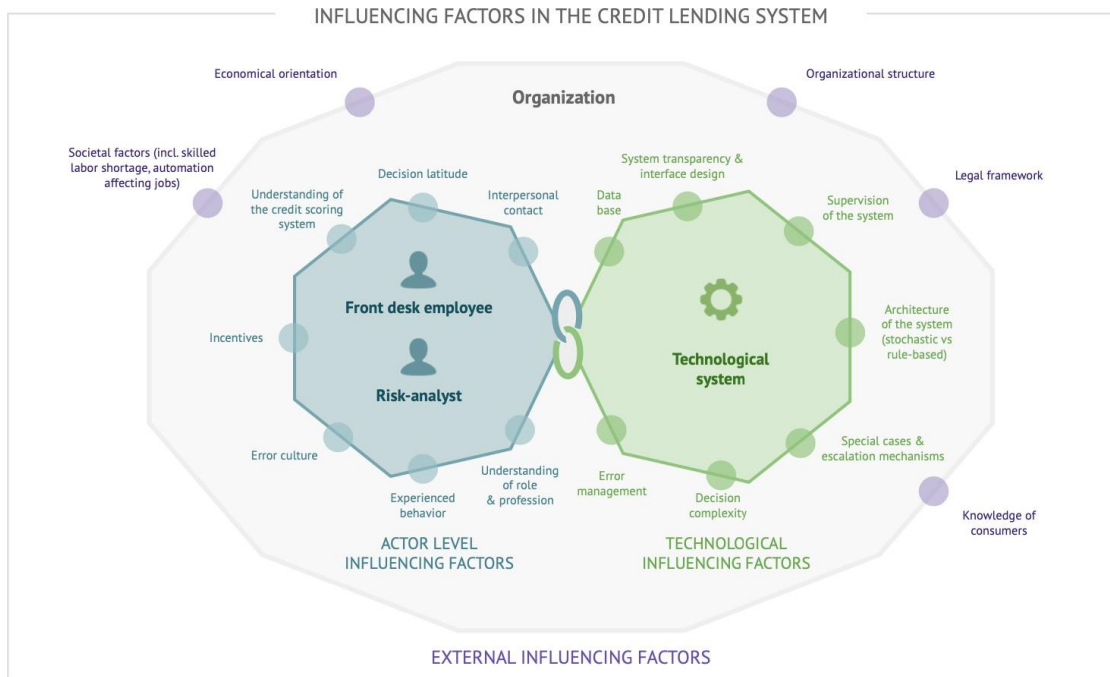 INFLUENCING FACTORS IN THE CREDIT LENDING SYSTEM
Economical orientation
Organizational structure
Organization
Societal factors (incl. skilled
labor shortage, automation
affecting jobs)
Legal framework
Knowledge of
consumers
Decision latitude
Understanding of
the credit scoring
system
Interpersonal
contact
Front desk employee
Risk-analyst
Incentives
Error culture
Experienced
behavior
Understanding
of role
& profession
ACTOR LEVEL
INFLUENCING FACTORS
System transparency &
interface design
Data
base
Supervision
of the system
Technological
system
Architecture
of the system
(stochastic vs
rule-based)
Special cases &
escalation mechanisms
Error
management
Decision
complexity
TECHNOLOGICAL
INFLUENCING FACTORS
EXTERNAL INFLUENCING FACTORS